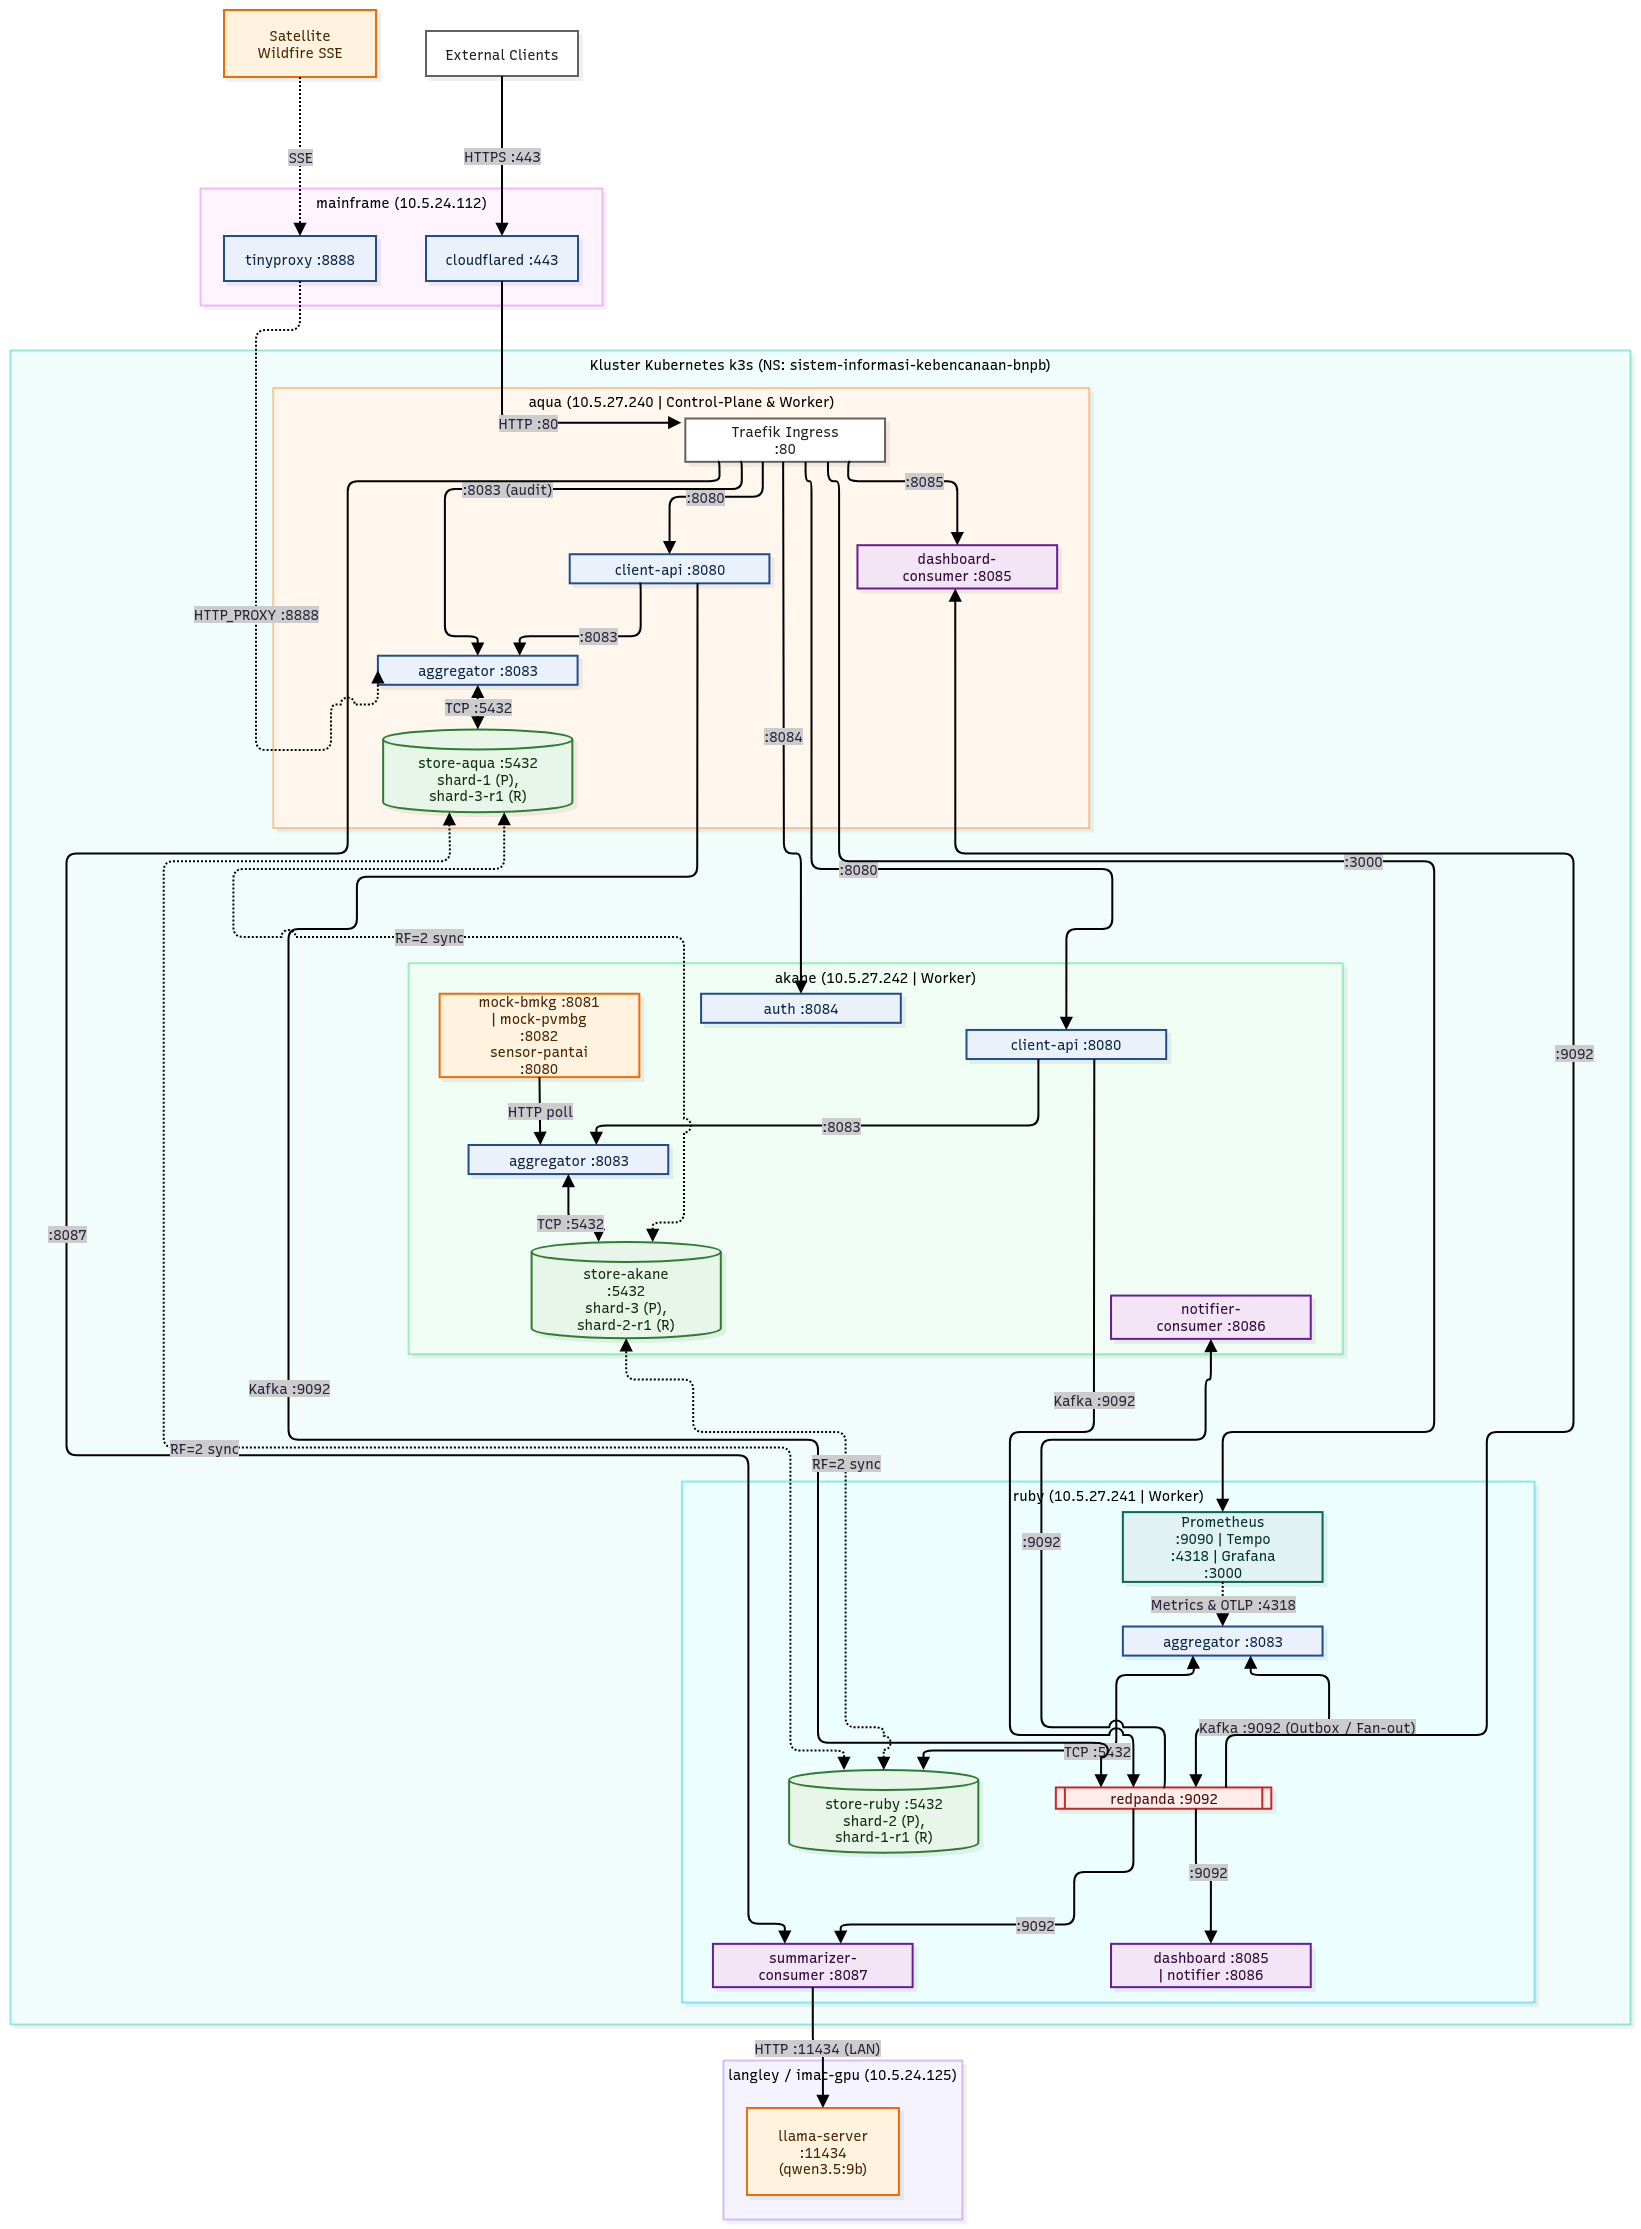 Satellite
Wildfire SSE
External Clients
SSE
HTTPS :443
mainframe (10.5.24.112)
tinyproxy :8888
cloudflared :443
Kluster Kubernetes k3s (NS: sistem-informasi-kebencanaan-bnpb)
aqua (10.5.27.240 | Control-Plane & Worker)
HTTP :80
Traefik Ingress
:80
:8083 (audit)
:8080
:8085
client-api :8080
dashboard-
consumer :8085
HTTP_PROXY :8888
:8083
aggregator :8083
TCP :5432
:8084
store-aqua :5432
shard-1 (P),
shard-3-r1 (R)
:8080
:3000
RF=2 sync
akane (10.5.27.242 | Worker)
mock-bmkg :8081
| mock-pvmbg
:8082
sensor-pantai
:8080
auth :8084
client-api :8080
:9092
HTTP poll
:8083
aggregator :8083
TCP :5432
:8087
store-akane
:5432
shard-3 (P),
shard-2-r1 (R)
notifier-
consumer :8086
Kafka :9092
Kafka :9092
RF=2 sync
RF=2 sync
ruby (10.5.27.241 | Worker)
Prometheus
:9090 | Tempo
:4318 | Grafana
:3000
:9092
Metrics & OTLP :4318
aggregator :8083
Kafka :9092 (Outbox / Fan-out)
TCP :5432
store-ruby :5432
shard-2 (P),
shard-1-r1 (R)
redpanda :9092
:9092
:9092
summarizer-
consumer :8087
dashboard :8085
| notifier :8086
HTTP :11434 (LAN)
langley / imac-gpu (10.5.24.125)
llama-server
:11434
(qwen3.5:9b)